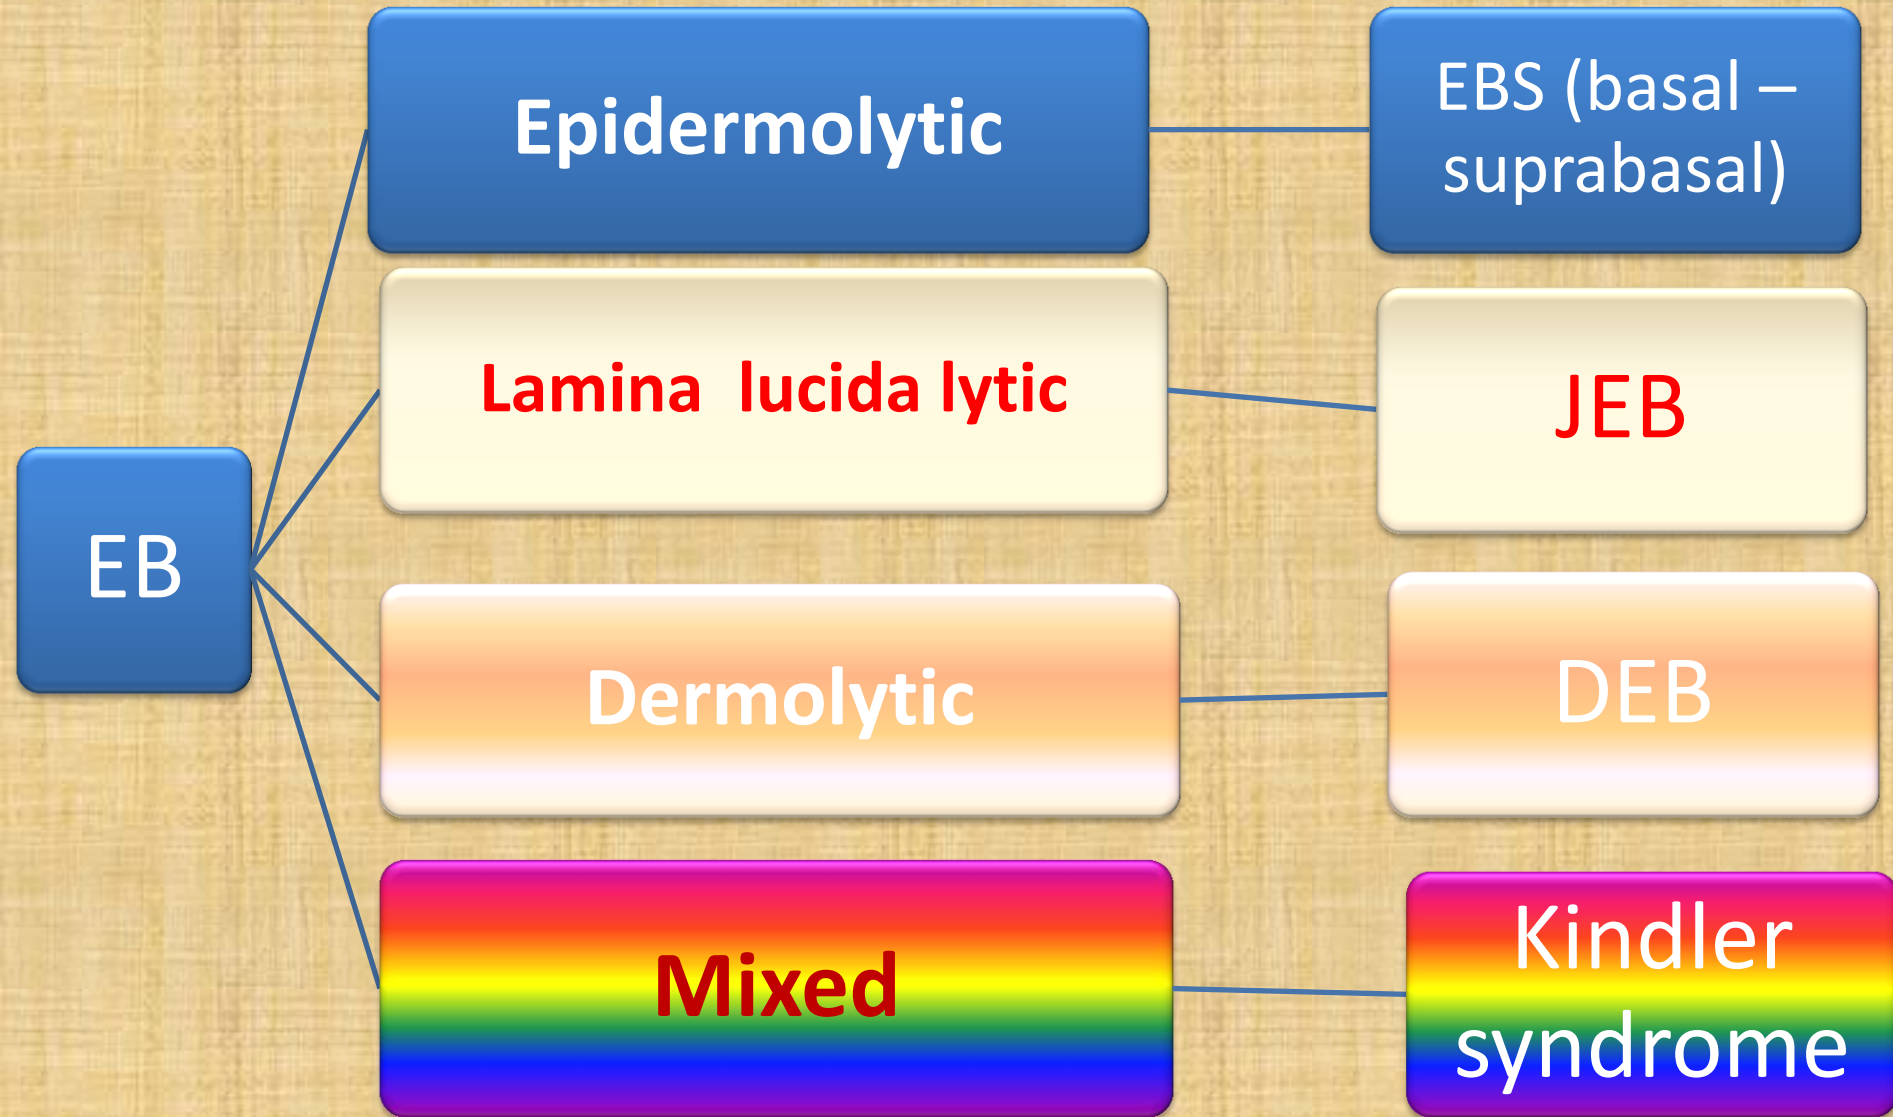 EB
Epidermolytic
EBS (basal –
suprabasal)
Lamina  lucida lytic
JEB
Dermolytic
DEB
Mixed
Kindler
syndrome